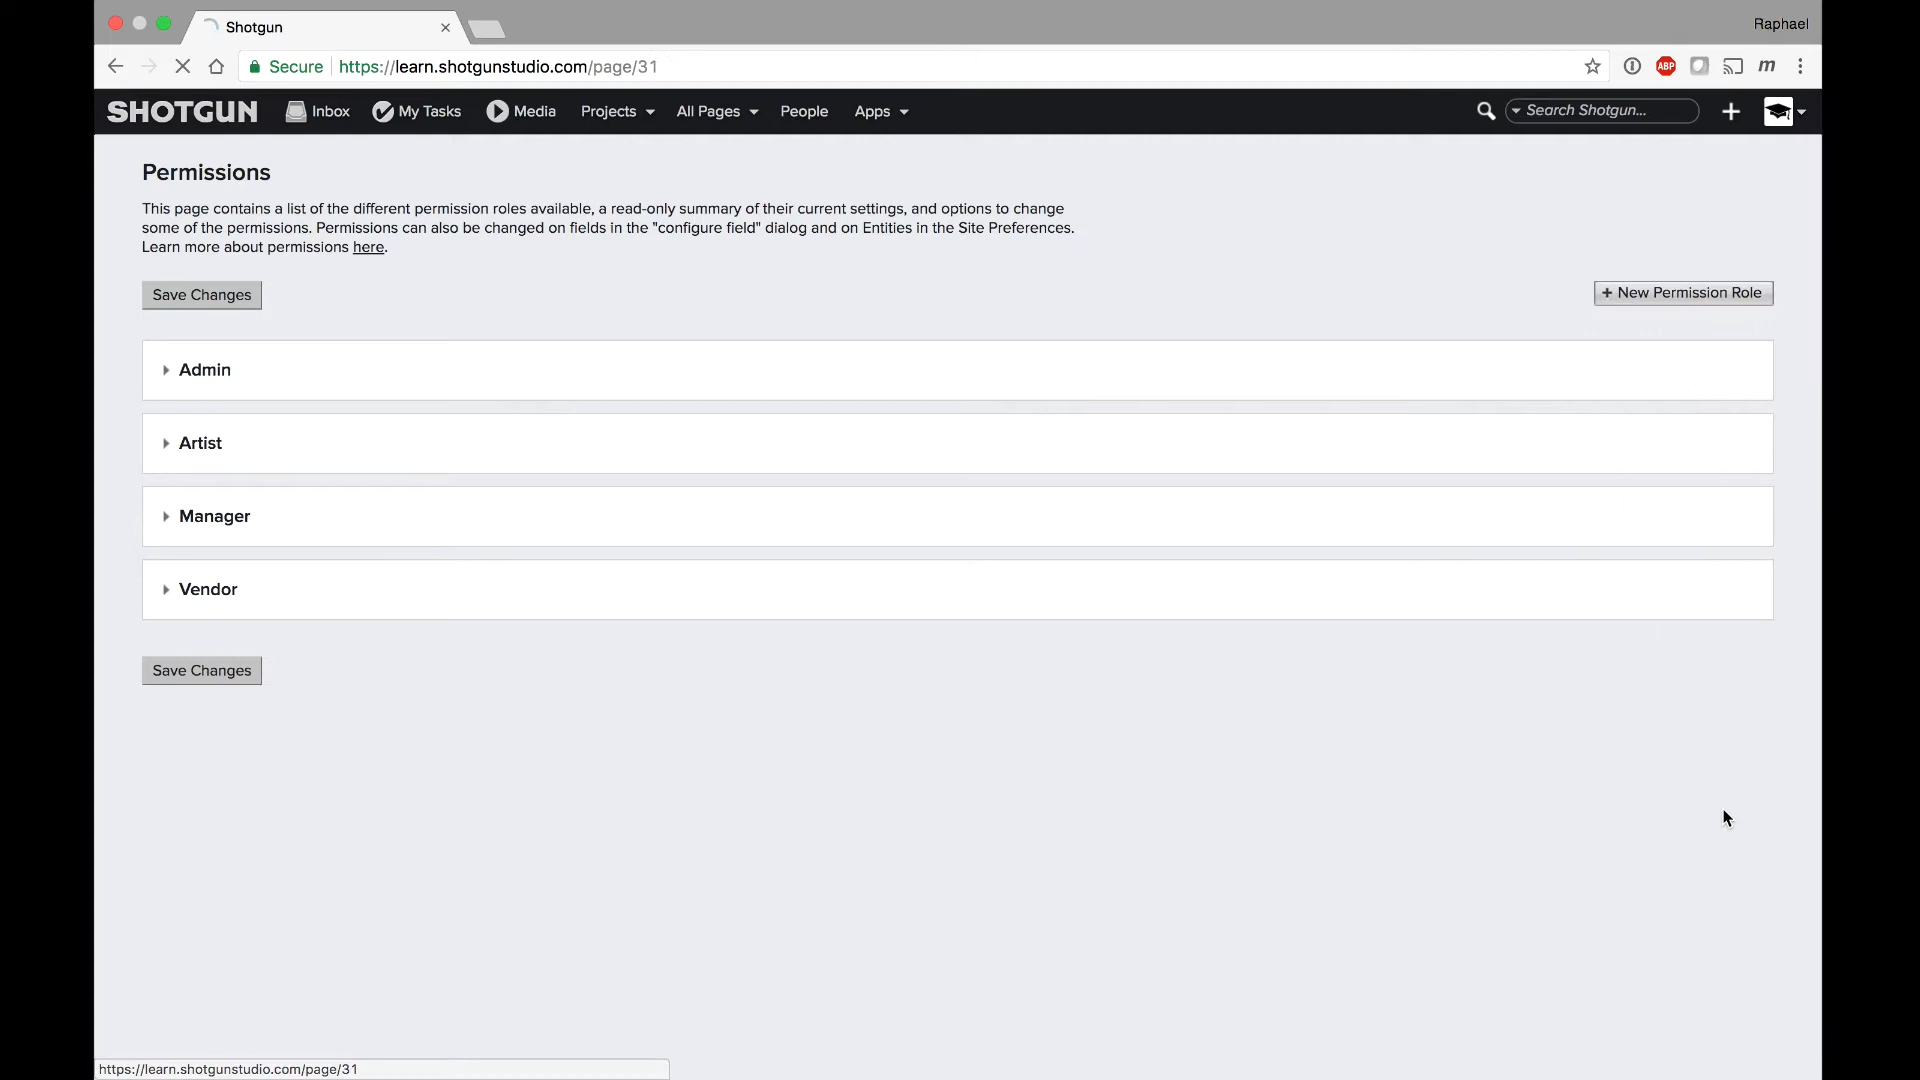 Shotgun
Raphael
Secure https://learn.shotgunstudio.com/page/31
ABP
m
SHOTGUN Inbox My Tasks Media Projects All Pages People Apps Search Shotgun...
Permissions
This page contains a list of the different permission roles available, a read-only summary of their current settings, and options to change
some of the permissions. Permissions can also be changed on fields in the "configure field" dialog and on Entities in the Site Preferences.
Learn more about permissions here.
Save Changes
+ New Permission Role
Admin
Artist
Manager
Vendor
Save Changes
https://learn.shotgunstudio.com/page/31